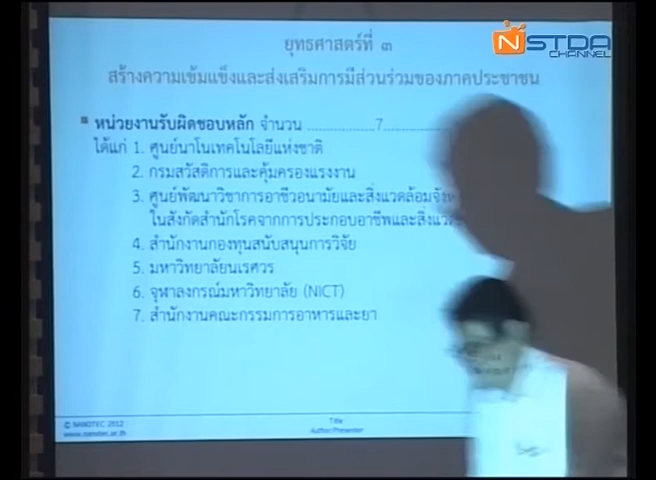 NSTDA
CHANNEL
ยุทธศาสตร์ที่ ๓
สร้างความเข้มแข็งและส่งเสริมการมีส่วนร่วมของภาคประชาชน
หน่วยงานรับผิดชอบหลัก จำนวน ................7................
ได้แก่ 1. ศูนย์นาโนเทคโนโลยีแห่งชาติ
2. กรมสวัสดิการและคุ้มครองแรงงาน
3. ศูนย์พัฒนาวิชาการอาชีวอนามัยและสิ่งแวดล้อม
ในสังกัดสำนักโรคจากการประกอบอาชีพและ
4. สำนักงานกองทุนสนับสนุนการวิจัย
5. มหาวิทยาลัยนเรศวร
6. จุฬาลงกรณ์มหาวิทยาลัย (NICT)
7. สำนักงานคณะกรรมการอาหารและยา
© NANOTEC 2012
www.nanotec.or.th
Title
Author/Presenter